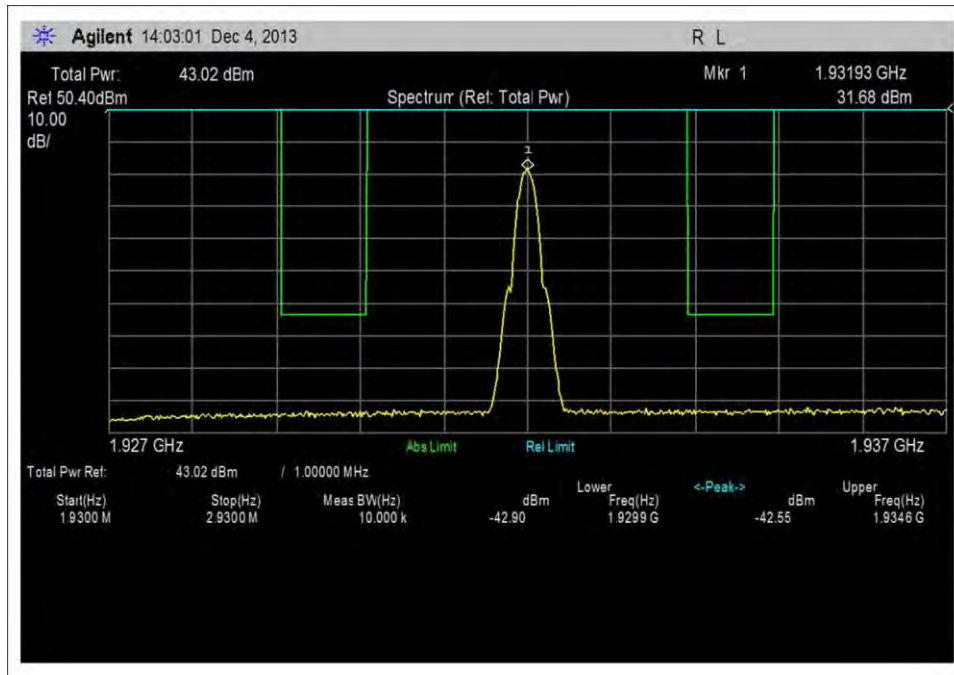 Agilent 14:03:01 Dec 4, 2013 R L
Total Pwr: 43.02 dBm Mkr 1 1.93193 GHz
Ref 50.40dBm Spectrum (Ref: Total Pwr) 31.68 dBm
10.00
dB/
1
1.927 GHz Abs Limit Rel Limit 1.937 GHz
Total Pwr Ref: 43.02 dBm / 1.00000 MHz
Lower <-Peak-> Upper
Start(Hz) Stop(Hz) Meas BW(Hz) dBm Freq(Hz) dBm Freq(Hz)
1.9300 M 2.9300 M 10.000 k -42.90 1.9299 G -42.55 1.9346 G